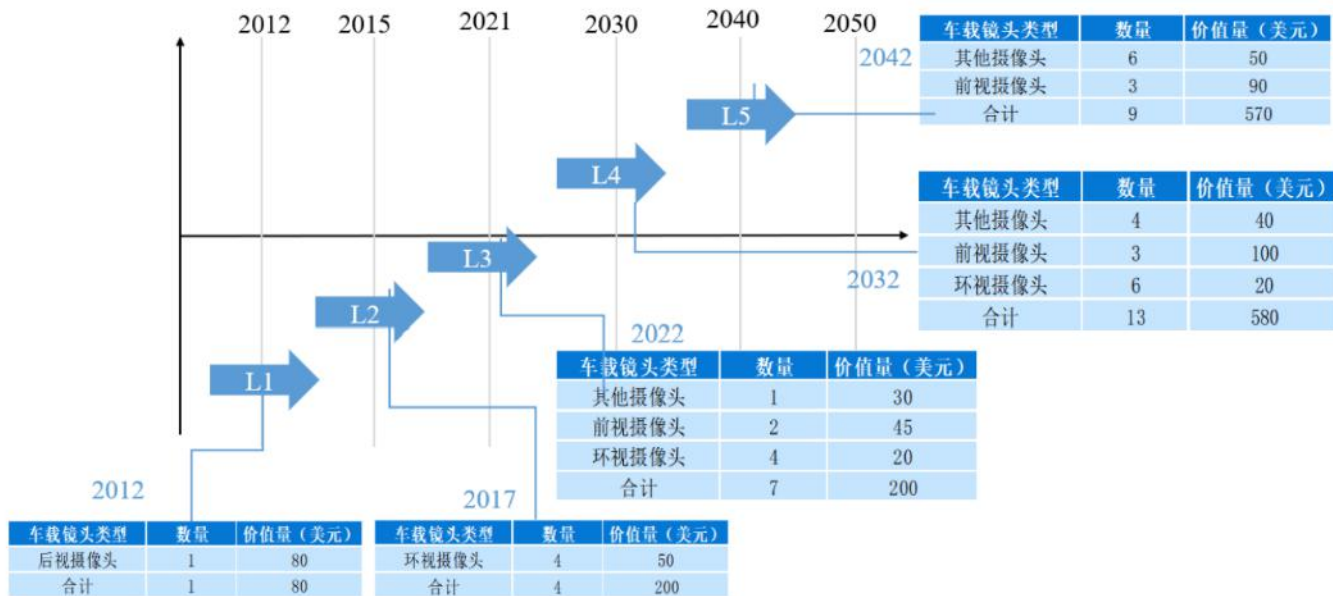 2012 2015 2021 2030 2040 2050
2042
车载镜头类型 数量 价值量（美元）
其他摄像头 6 50
前视摄像头 3 90
合计 9 570
L5
L4
车载镜头类型 数量 价值量（美元）
其他摄像头 4 40
前视摄像头 3 100
环视摄像头 6 20
合计 13 580
2032
L3
L2
2022
车载镜头类型 数量 价值量（美元）
其他摄像头 1 30
前视摄像头 2 45
环视摄像头 4 20
合计 7 200
L1
2012
车载镜头类型 数量 价值量（美元）
后视摄像头 1 80
合计 1 80
2017
车载镜头类型 数量 价值量（美元）
环视摄像头 4 50
合计 4 200